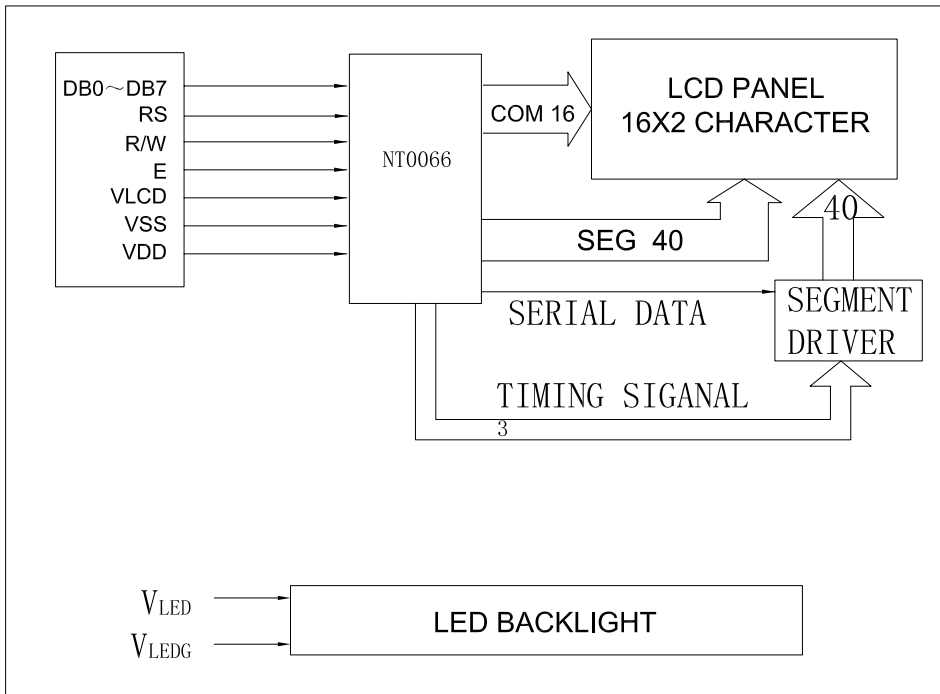 DB0～DB7
RS
R/W
E
VLCD
VSS
VDD
NT0066
COM 16
LCD PANEL
16X2 CHARACTER
SEG 40
40
SERIAL DATA
SEGMENT
DRIVER
TIMING SIGANAL
3
VLED
VLEDG
LED BACKLIGHT